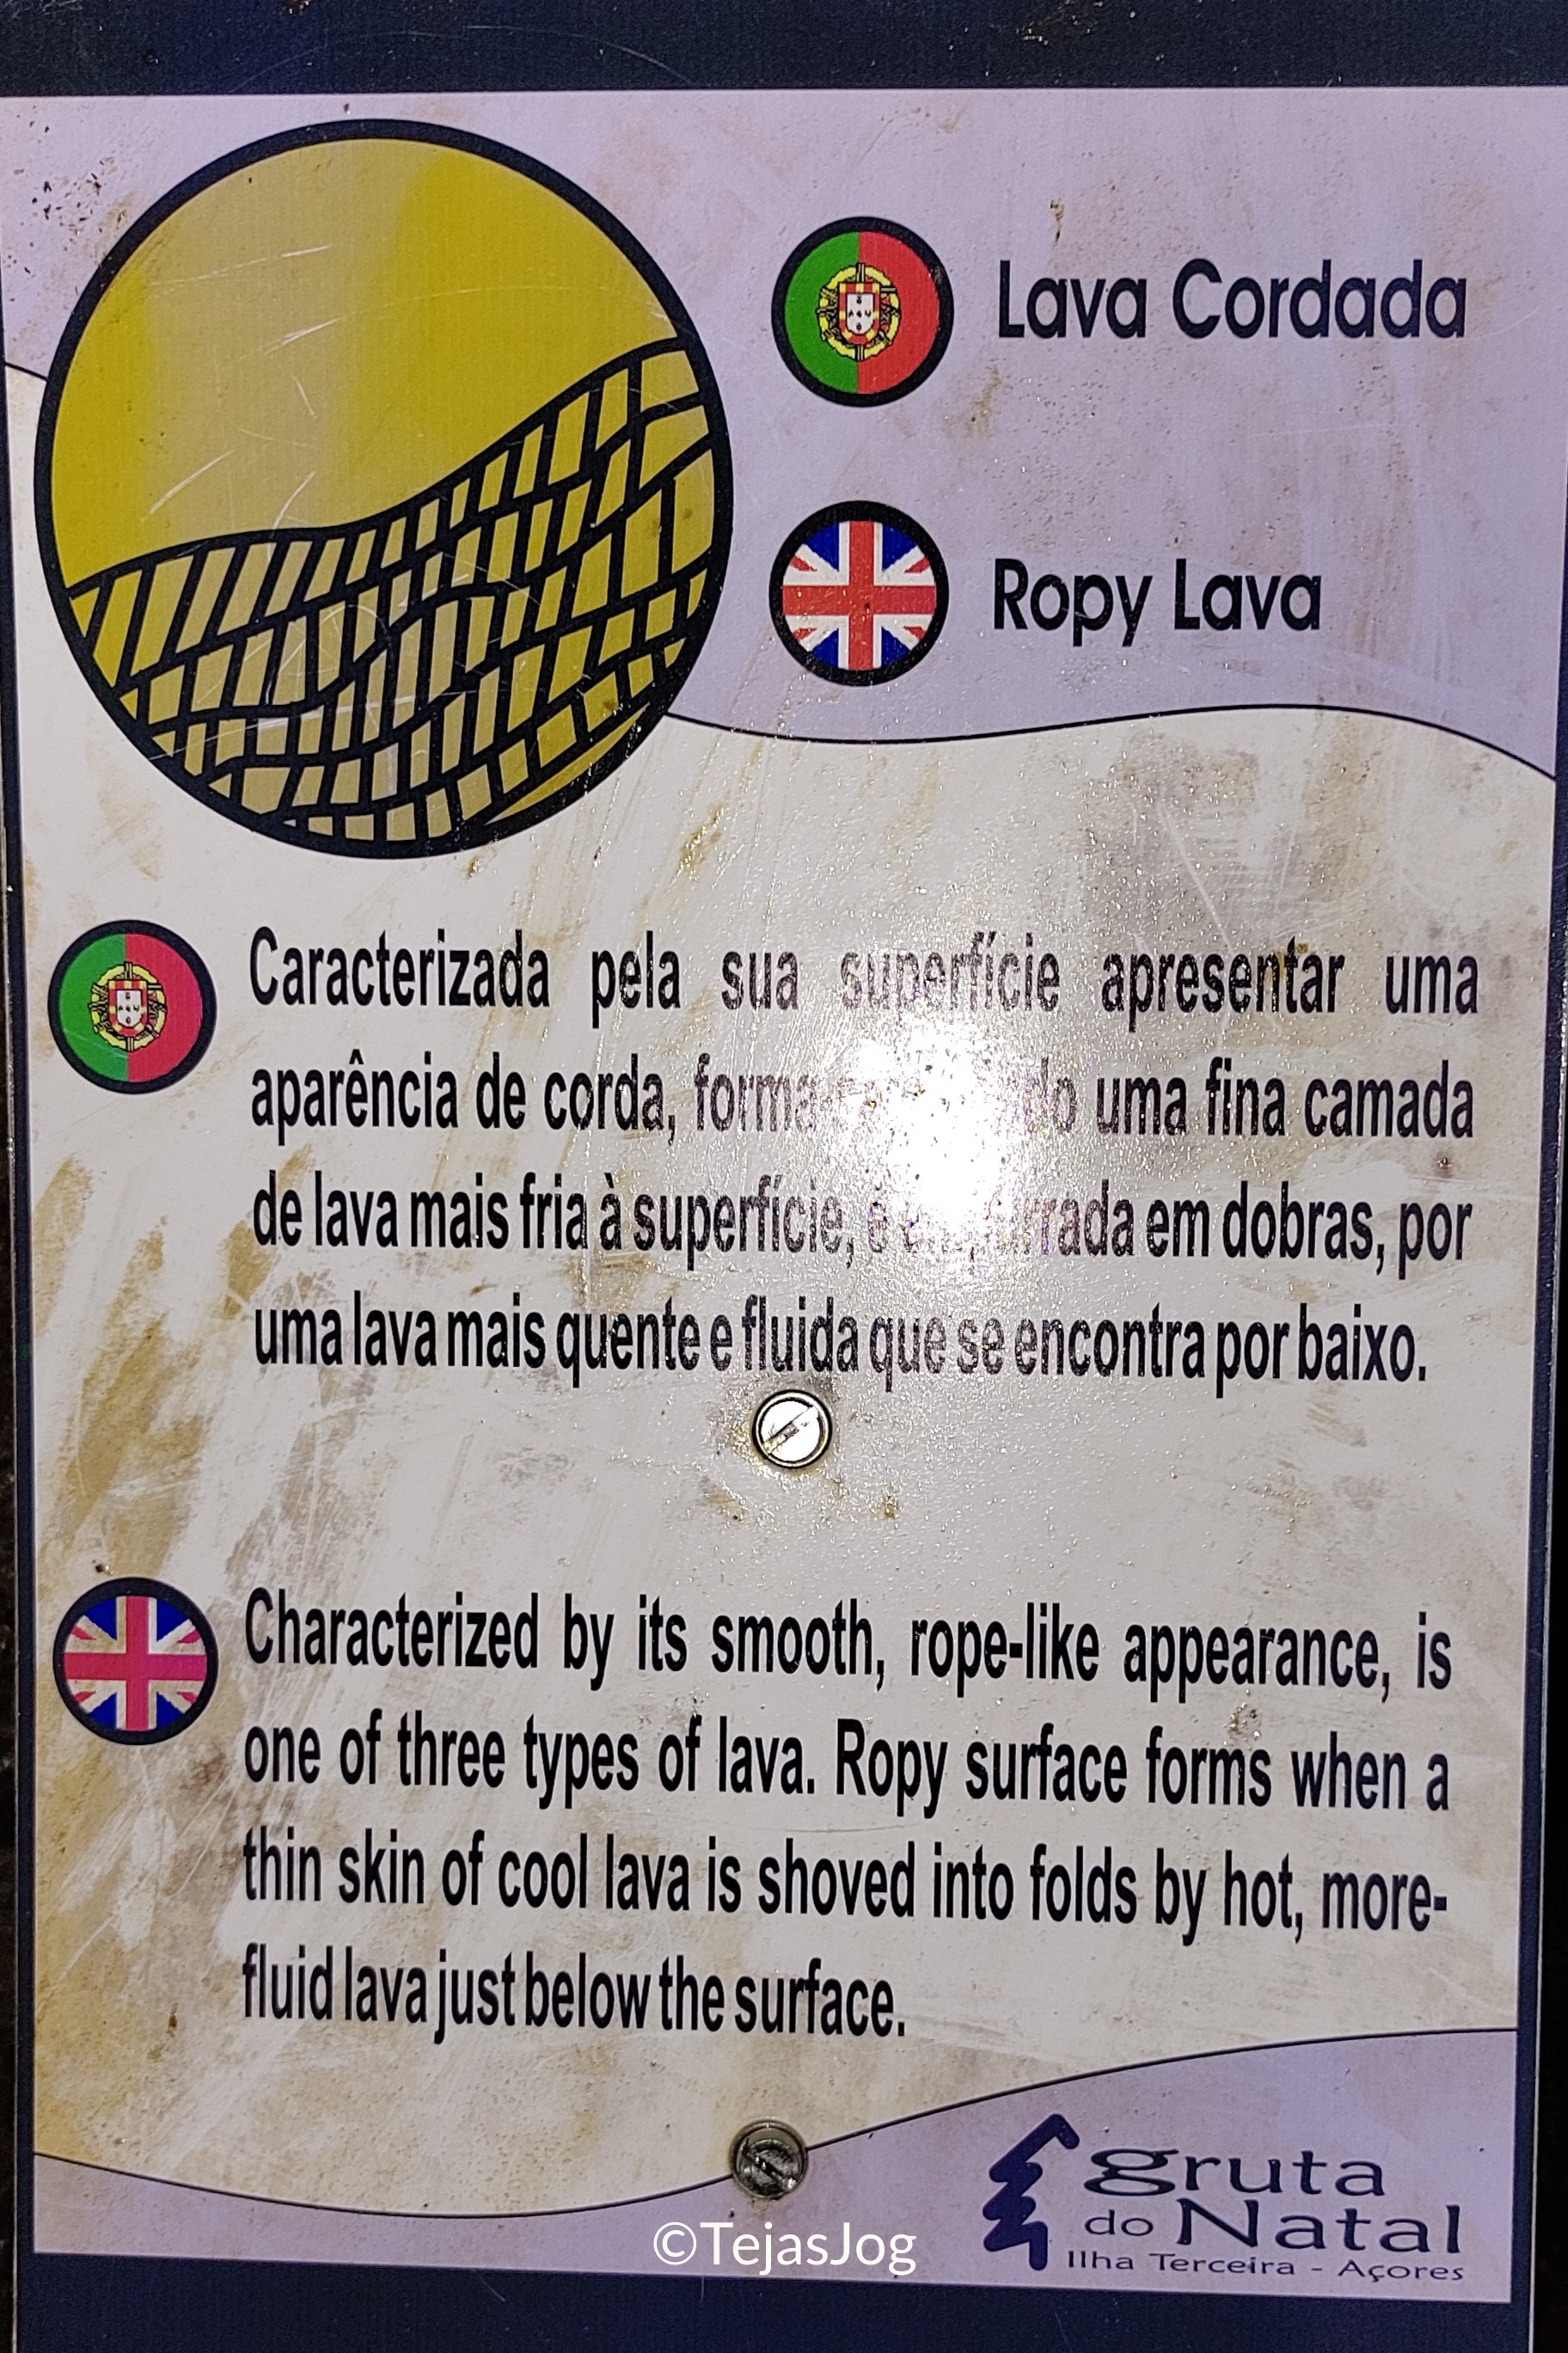 Lava Cordada
Ropy Lava
Caracterizada pela sua superfície apresentar uma
aparência de corda, uma fina camada
de lava mais fria à superfície, é em dobras, por
uma lava mais quente e fluida que se encontra por baixo.
Characterized by its smooth, rope-like appearance, is
one of three types of lava. Ropy surface forms when a
thin skin of cool lava is shoved into folds by hot, more-
fluid lava just below the surface.
gruta
do Natal
Ilha Terceira - Açores
©TejasJog